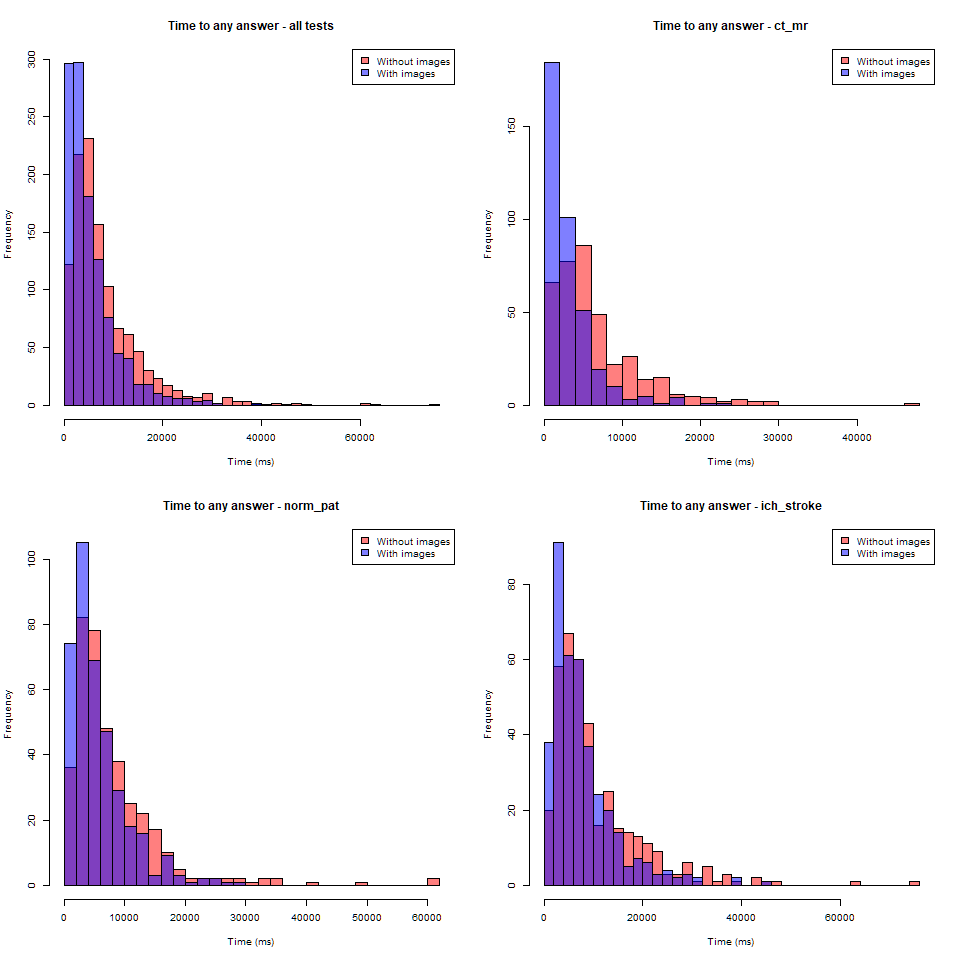 Time to any answer - all tests
Without images
With images
Frequency
0
50
100
150
200
250
300
0
20000
40000
60000
Time (ms)
Time to any answer - ct_mr
Without images
With images
Frequency
0
50
100
150
0
10000
20000
30000
40000
Time (ms)
Time to any answer - norm_pat
Without images
With images
Frequency
0
20
40
60
80
100
0
10000
20000
30000
40000
50000
60000
Time (ms)
Time to any answer - ich_stroke
Without images
With images
Frequency
0
20
40
60
80
0
20000
40000
60000
Time (ms)